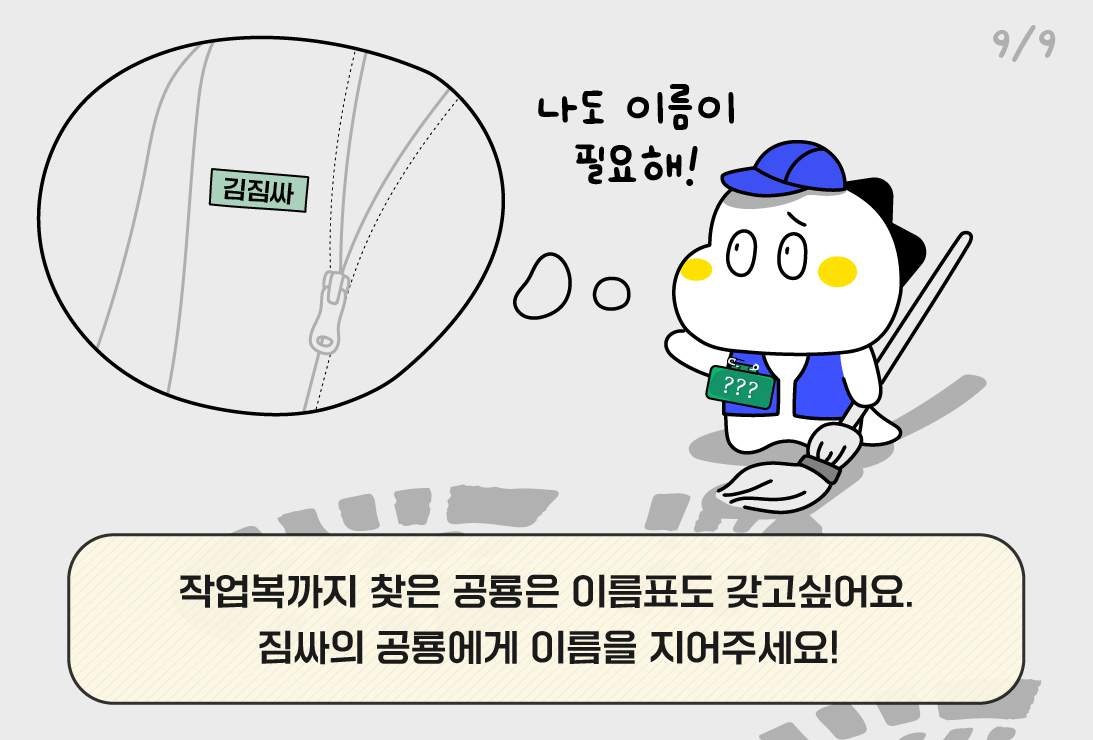 9/9
나도 이름이
필요해!
김짐싸
???
작업복까지 찾은 공룡은 이름표도 갖고싶어요.
짐싸의 공룡에게 이름을 지어주세요!